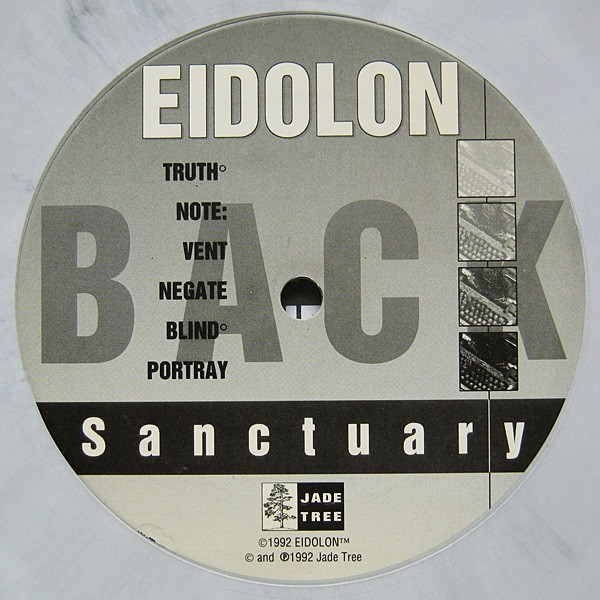 EIDOLON
TRUTH°
NOTE:
VENT
NEGATE
BLIND°
PORTRAY
BACK
Sanctuary
JADE
TREE
©1992 EIDOLON™
© and ℗1992 Jade Tree